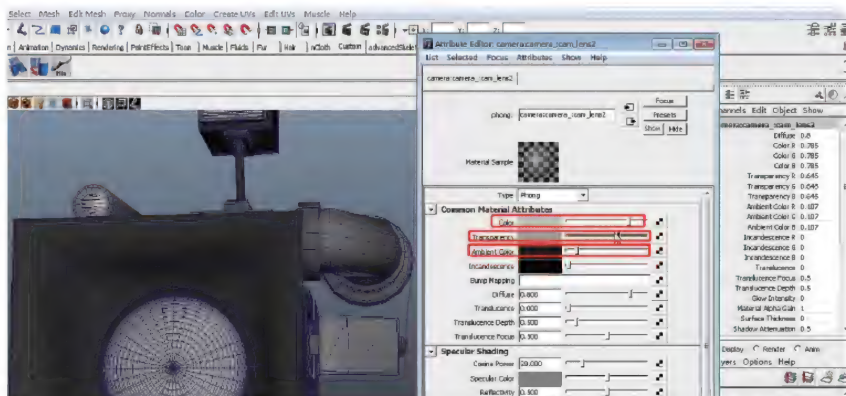 Select Mesh Edit Mesh Proxy Normals Color Create UVs Edit UVs Muscle Help
Animation Dynamics Rendering PaintEffects Toon Muscle Fluids Fur Hair nCloth Custom
Attribute Editor: camera:camera_:cam_lens2
List Selected Focus Attributes Show Help
camera:camera_:cam_lens2
Focus
phong: camera:camera_:cam_lens2
Presets
Show Hide
Material Sample
Type Phong
Common Material Attributes
Color
Transparency
Ambient Color
Incandescence
Bump Mapping
Diffuse 0.800
Translucence 0.000
Translucence Depth 0.500
Translucence Focus 0.500
Specular Shading
Cosine Power 20.000
Specular Color
Reflectivity 0.500
Edit Object Show
Diffuse 0.8
Color R 0.785
Color G 0.785
Color B 0.785
Transparency R 0.645
Transparency G 0.645
Transparency B 0.645
Ambient Color R 0.107
Ambient Color G 0.107
Ambient Color B 0.107
Incandescence R 0
Incandescence G 0
Incandescence B 0
Translucence 0
Translucence Focus 0.5
Translucence Depth 0.5
Glow Intensity 0
Material Alpha Gain 1
Surface Thickness 0
Shadow Attenuation 0.5
Display Render Anim
Options Help